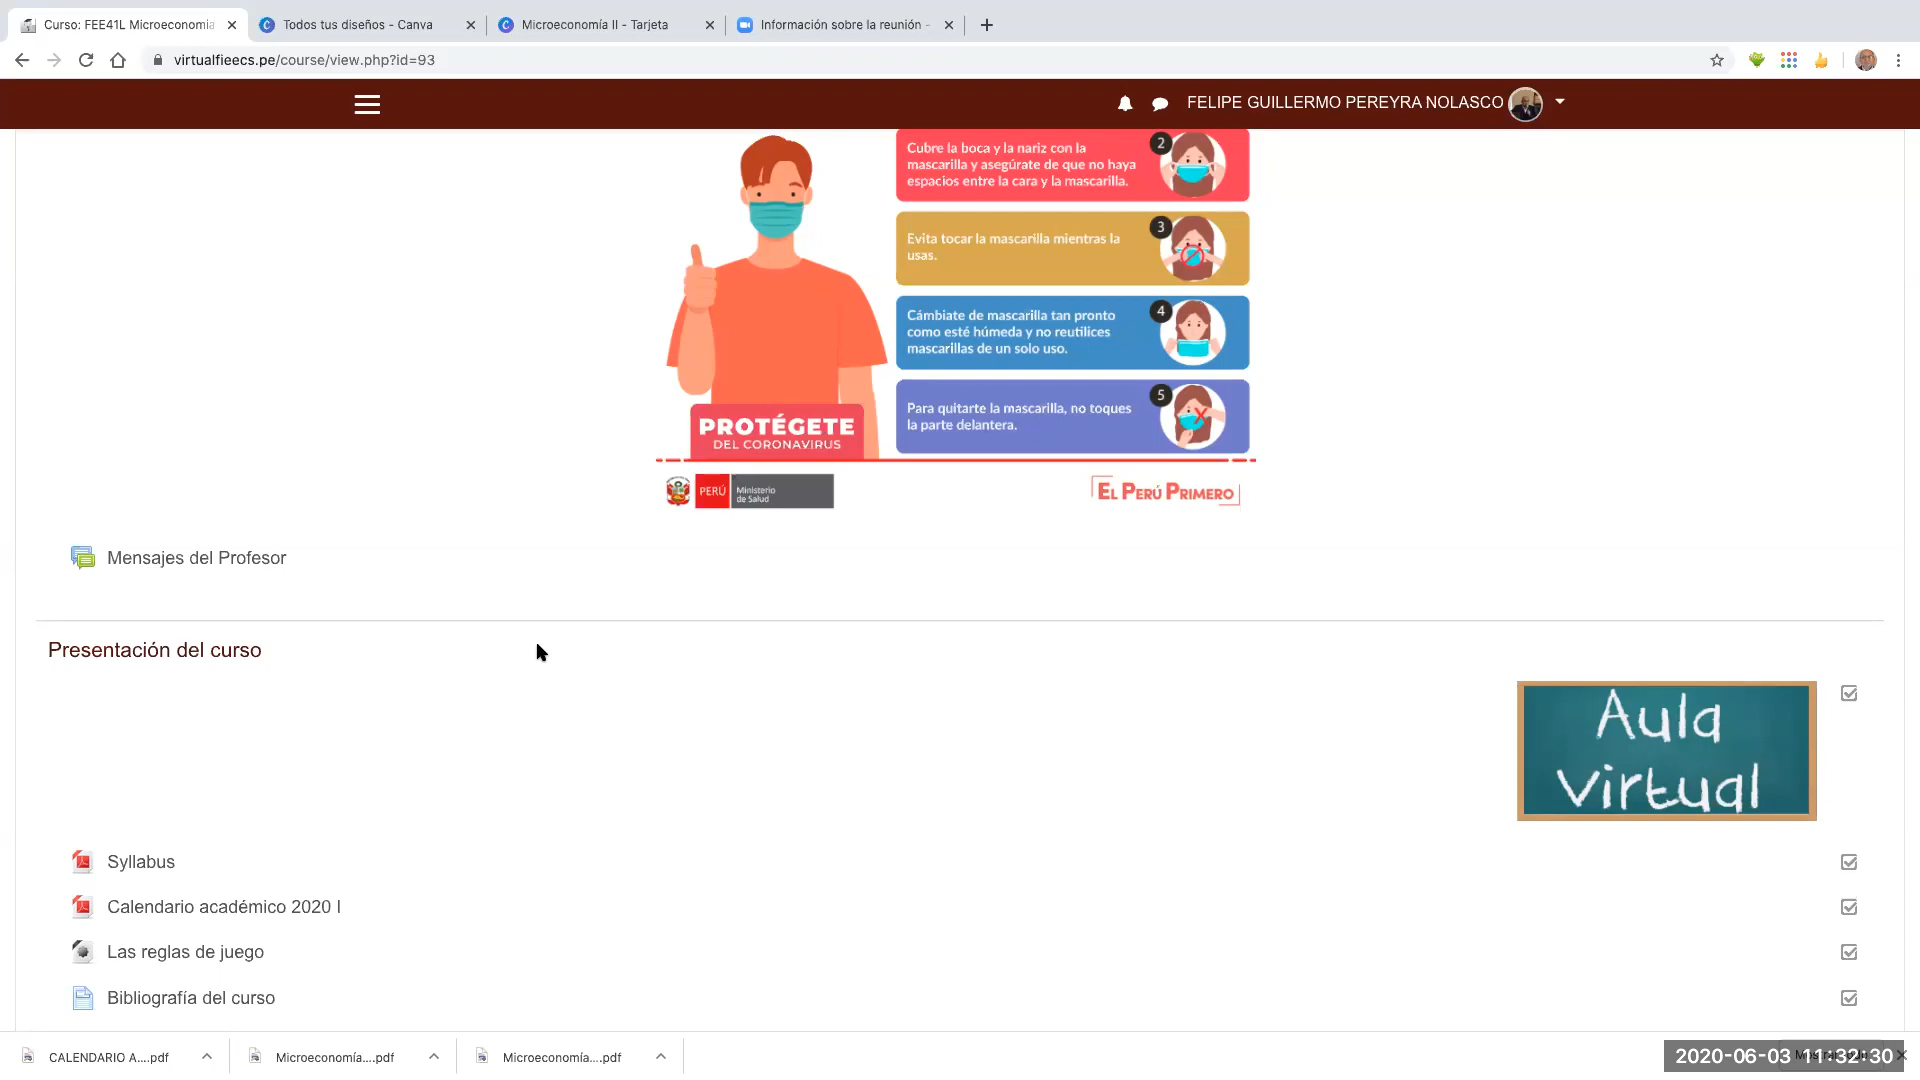 Curso: FEE41L Microeconomia
Todos tus diseños - Canva
Microeconomía II - Tarjeta
Información sobre la reunión -
virtualfieecs.pe/course/view.php?id=93
FELIPE GUILLERMO PEREYRA NOLASCO
2
Cubre la boca y la nariz con la
mascarilla y asegúrate de que no haya
espacios entre la cara y la mascarilla.
3
Evita tocar la mascarilla mientras la
usas.
4
Cámbiate de mascarilla tan pronto
como esté húmeda y no reutilices
mascarillas de un solo uso.
5
Para quitarte la mascarilla, no toques
la parte delantera.
PROTÉGETE
DEL CORONAVIRUS
PERÚ
Ministerio
de Salud
EL PERÚ PRIMERO
Mensajes del Profesor
Presentación del curso
Aula
virtual
Syllabus
Calendario académico 2020 I
Las reglas de juego
Bibliografía del curso
CALENDARIO A....pdf
Microeconomía....pdf
Microeconomía....pdf
2020-06-03 11:32:30